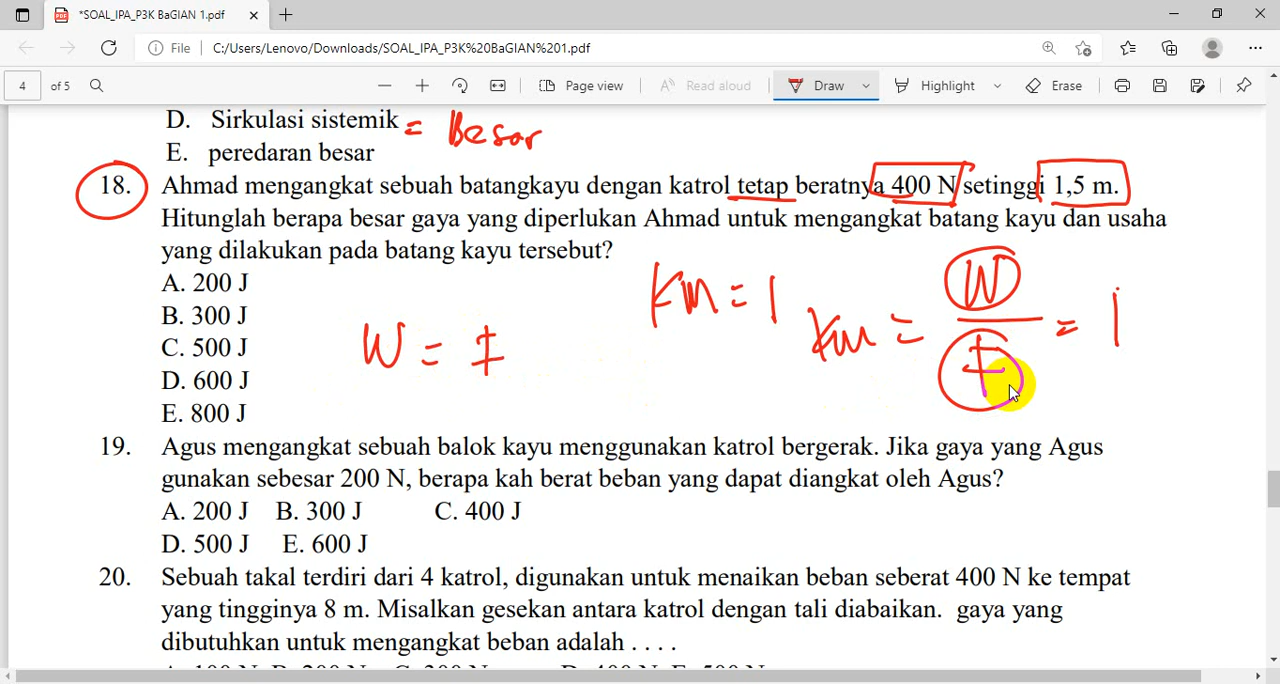 *SOAL_IPA_P3K BaGIAN 1.pdf
File C:/Users/Lenovo/Downloads/SOAL_IPA_P3K%20BaGIAN%201.pdf
4 of 5 Page view Read aloud Draw Highlight Erase
D. Sirkulasi sistemik = Besar
E. peredaran besar
18. Ahmad mengangkat sebuah batangkayu dengan katrol tetap beratnya 400 N setinggi 1,5 m.
Hitunglah berapa besar gaya yang diperlukan Ahmad untuk mengangkat batang kayu dan usaha
yang dilakukan pada batang kayu tersebut?
A. 200 J
B. 300 J
C. 500 J
D. 600 J
E. 800 J
km = 1
km = W / F = 1
W = F
19. Agus mengangkat sebuah balok kayu menggunakan katrol bergerak. Jika gaya yang Agus
gunakan sebesar 200 N, berapa kah berat beban yang dapat diangkat oleh Agus?
A. 200 J B. 300 J C. 400 J
D. 500 J E. 600 J
20. Sebuah takal terdiri dari 4 katrol, digunakan untuk menaikan beban seberat 400 N ke tempat
yang tingginya 8 m. Misalkan gesekan antara katrol dengan tali diabaikan. gaya yang
dibutuhkan untuk mengangkat beban adalah . . . .